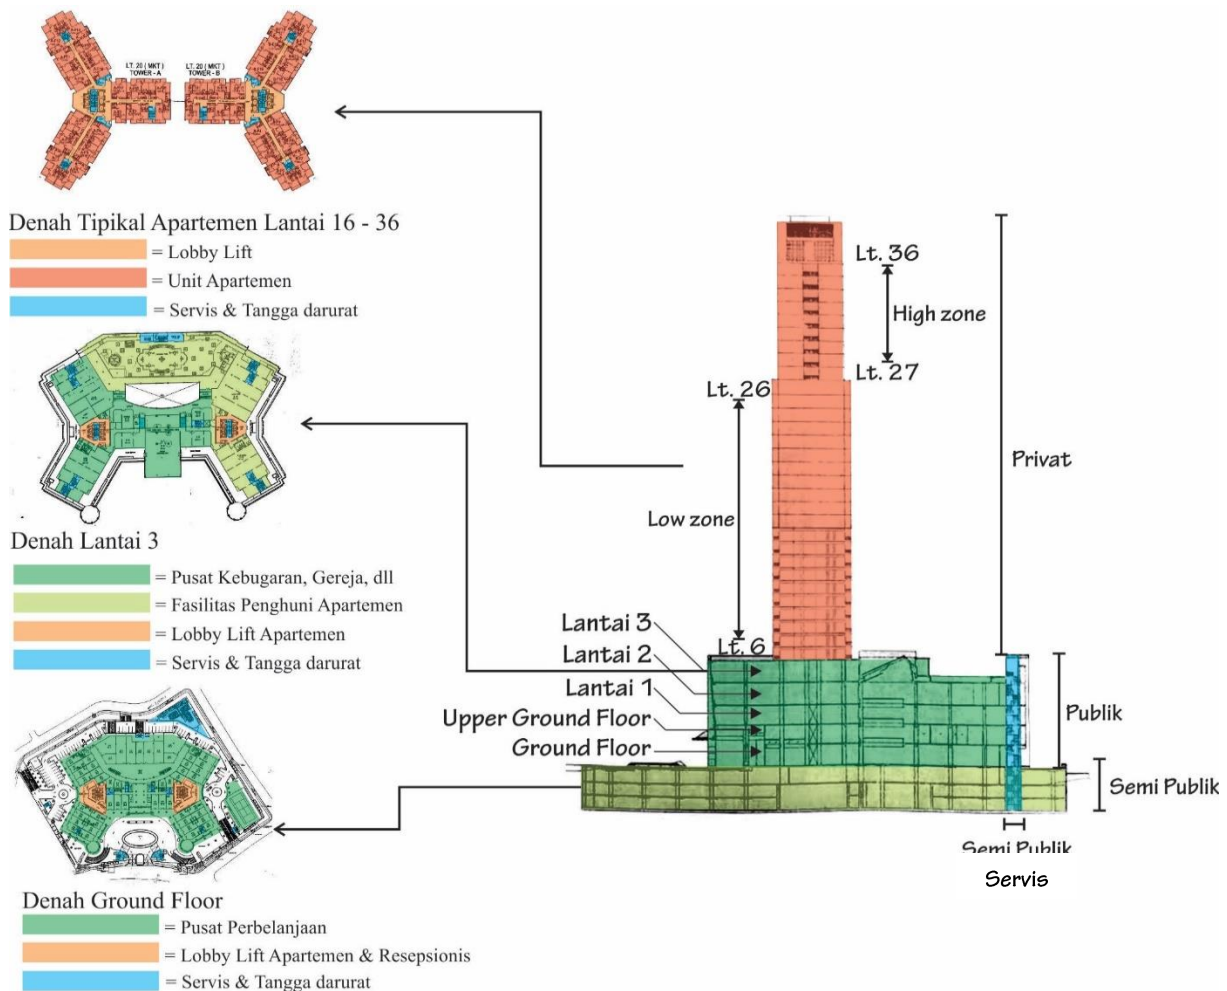 LT. 20 ( MKT )
TOWER - A
LT. 20 ( MKT )
TOWER - B
Denah Tipikal Apartemen Lantai 16 - 36
= Lobby Lift
= Unit Apartemen
= Servis & Tangga darurat
Denah Lantai 3
= Pusat Kebugaran, Gereja, dll
= Fasilitas Penghuni Apartemen
= Lobby Lift Apartemen
= Servis & Tangga darurat
Denah Ground Floor
= Pusat Perbelanjaan
= Lobby Lift Apartemen & Resepsionis
= Servis & Tangga darurat
Lt. 36
High zone
Lt. 27
Lt. 26
Privat
Low zone
Lantai 3
Lt. 6
Lantai 2
Lantai 1
Upper Ground Floor
Ground Floor
Publik
Semi Publik
Semi Publik
Servis